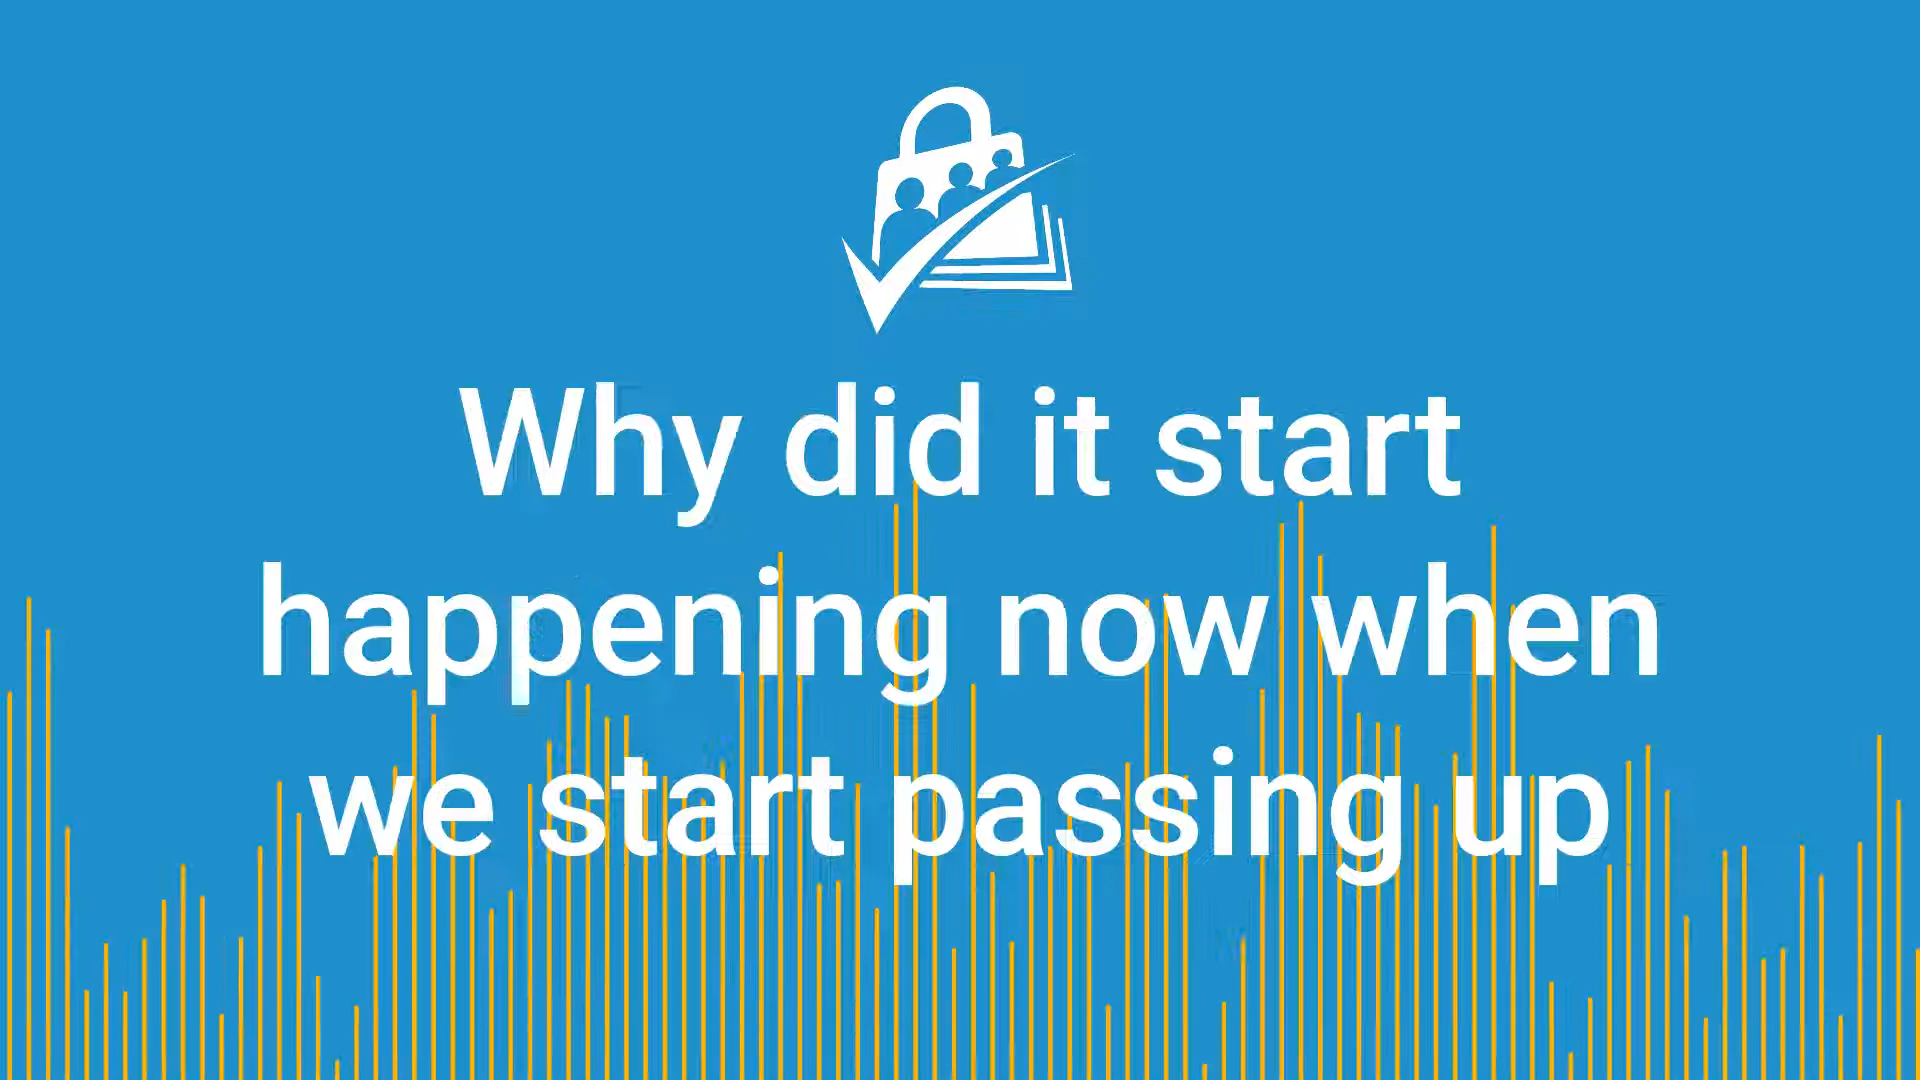 Why did it start
happening now when
we start passing up